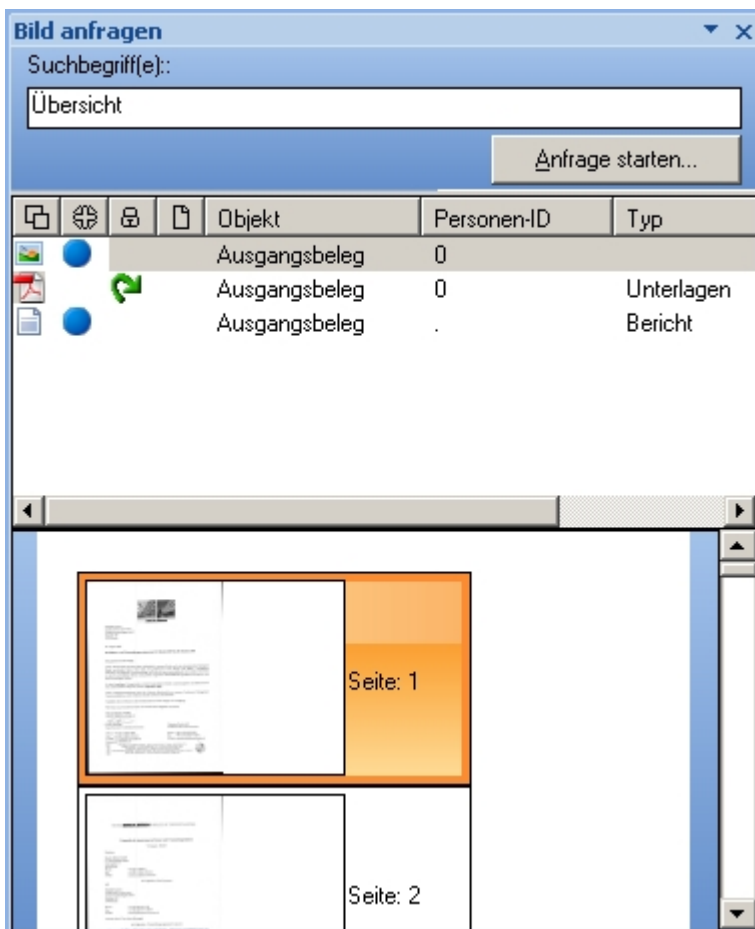 Bild anfragen
Suchbegriff(e)::
Übersicht
Anfrage starten...
Objekt Personen-ID Typ
Ausgangsbeleg 0
Ausgangsbeleg 0 Unterlagen
Ausgangsbeleg . Bericht
Seite: 1
Seite: 2